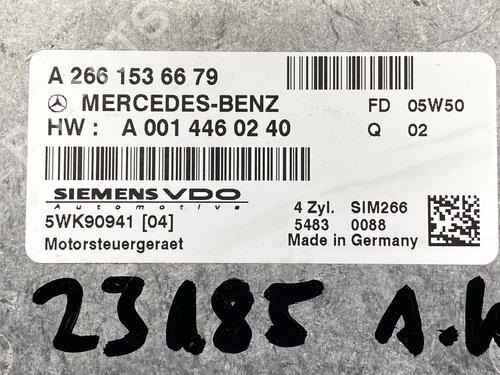 A 266 153 66 79
MERCEDES-BENZ FD 05W50
HW : A 001 446 02 40 Q 02
SIEMENS VDO
Automotive
5WK90941 [04] 4 Zyl. SIM266
5483 0088
Motorsteuergeraet Made in Germany